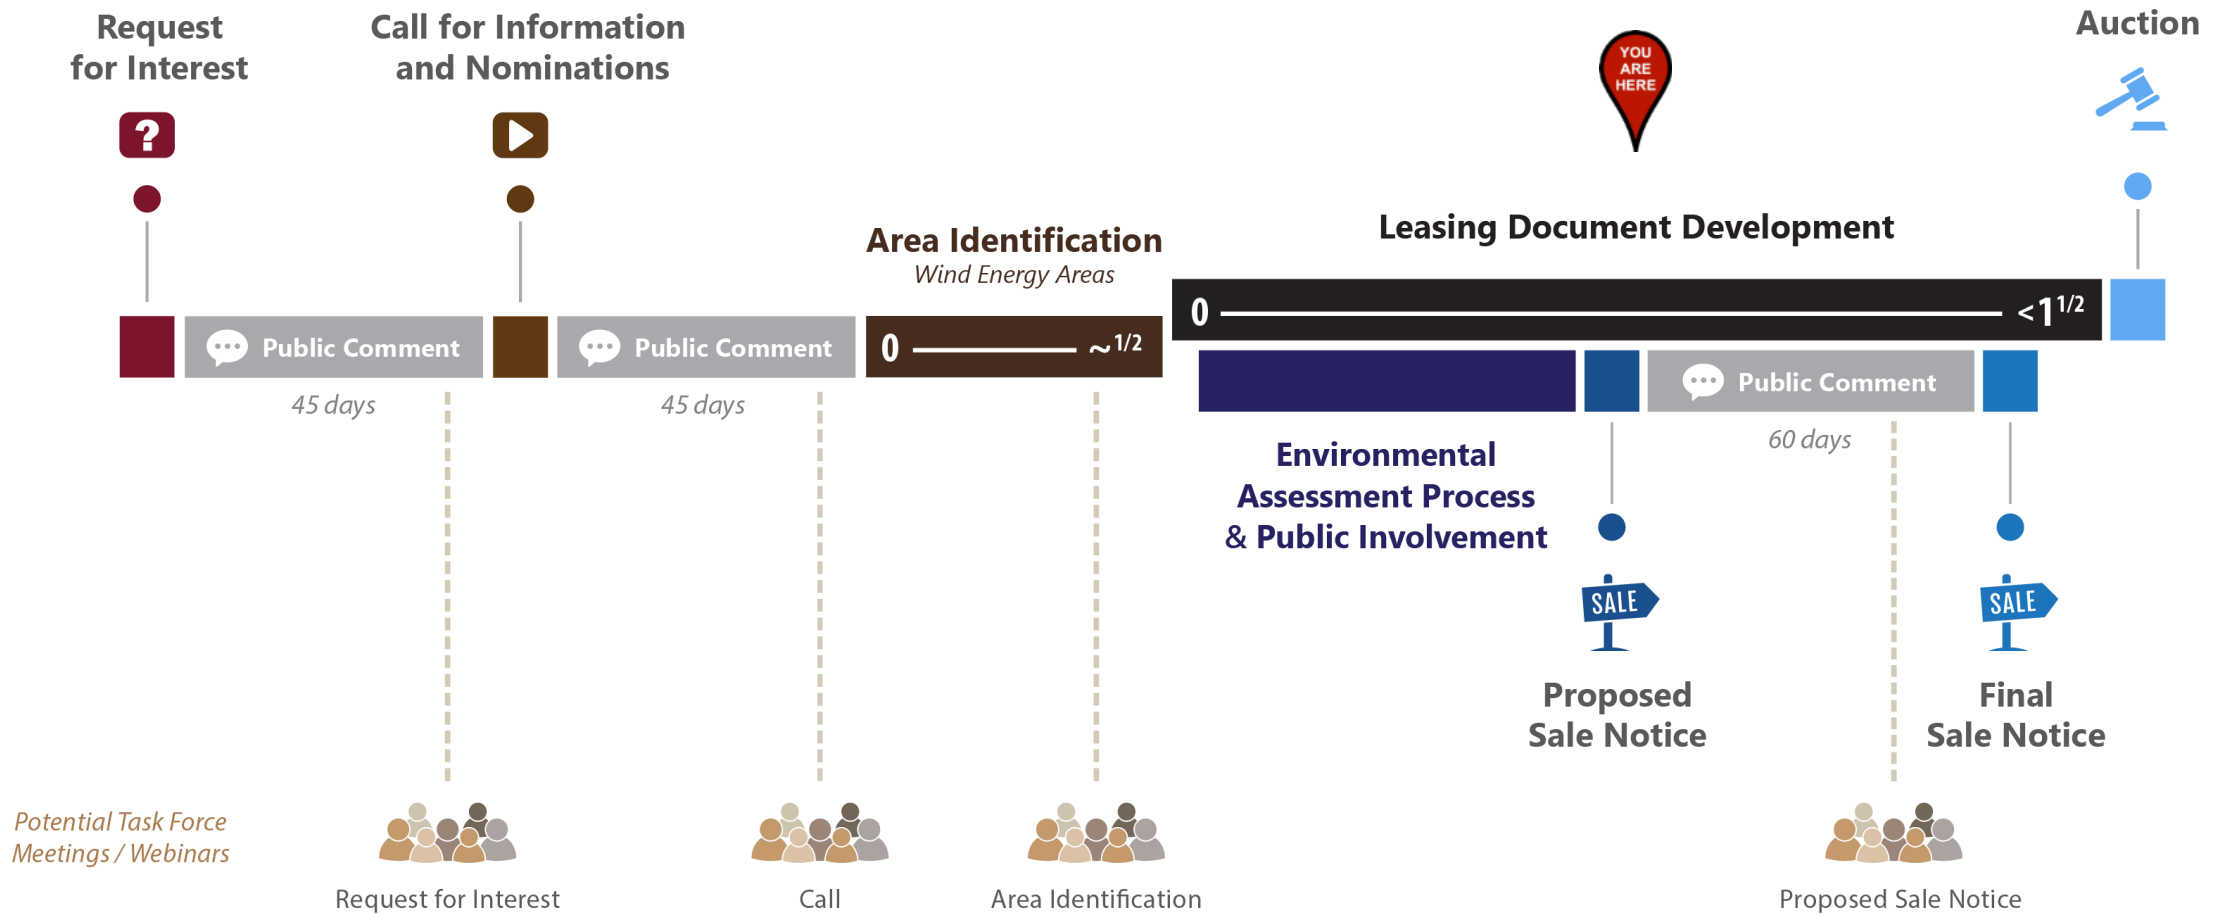 Request
for Interest
Call for Information
and Nominations
YOU
ARE
HERE
Auction
?
Area Identification
Wind Energy Areas
Leasing Document Development
0
<1 1/2
Public Comment
Public Comment
0
~ 1/2
Public Comment
45 days
45 days
60 days
Environmental
Assessment Process
& Public Involvement
SALE
SALE
Proposed
Sale Notice
Final
Sale Notice
Potential Task Force
Meetings / Webinars
Request for Interest
Call
Area Identification
Proposed Sale Notice